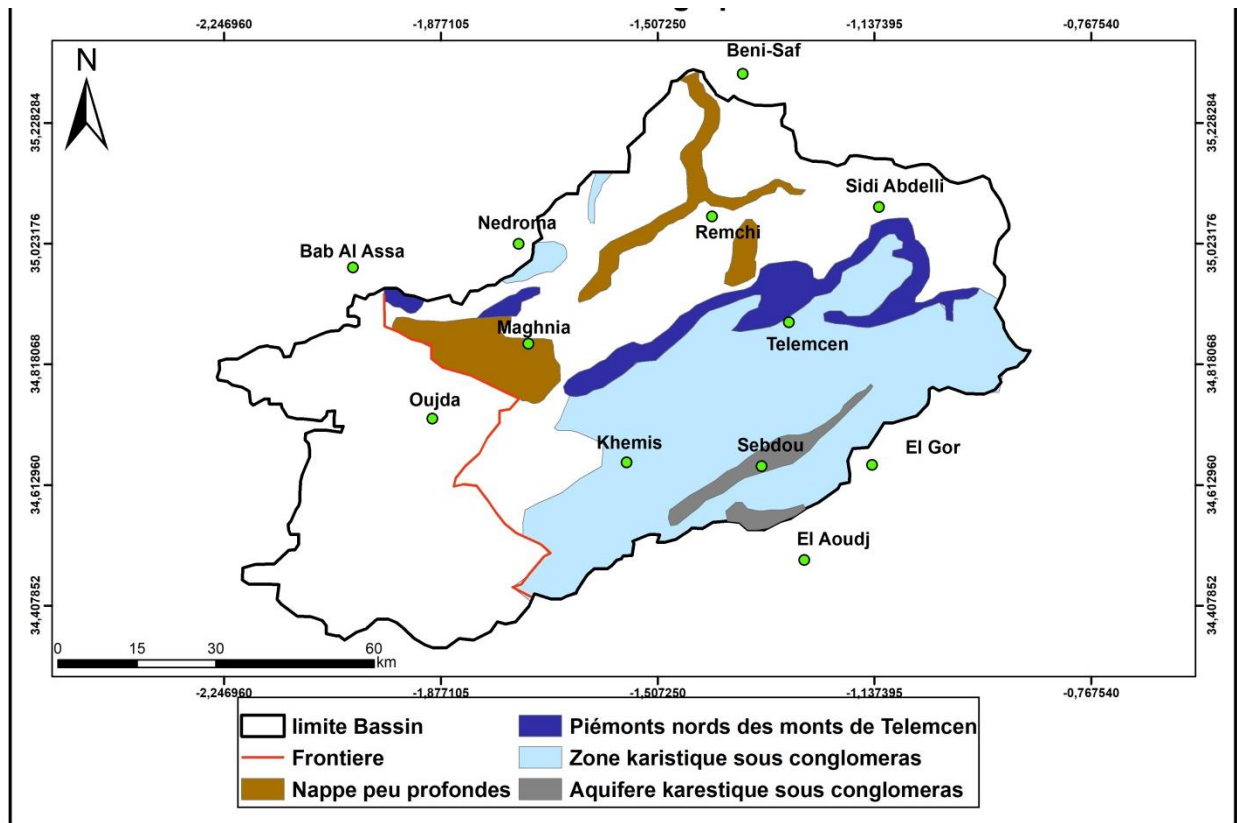 -2,246960 -1,877105 -1,507250 -1,137395 -0,767540
N
Beni-Saf
35,228284 35,228284
Sidi Abdelli
Remchi
Nedroma
35,023176 35,023176
Bab Al Assa
Maghnia
Telemcen
34,818068 34,818068
Oujda
Khemis
Sebdou
El Gor
34,612960 34,612960
El Aoudj
34,407852 34,407852
0 15 30 60
km
-2,246960 -1,877105 -1,507250 -1,137395 -0,767540
limite Bassin
Frontiere
Nappe peu profondes
Piémonts nords des monts de Telemcen
Zone karistique sous conglomeras
Aquifere karestique sous conglomeras